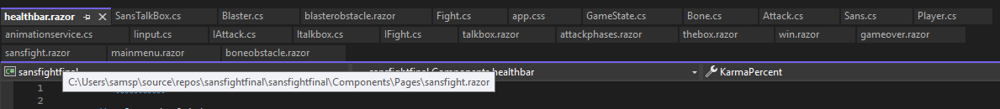 healthbar.razor SansTalkBox.cs Blaster.cs blasterobstacle.razor Fight.cs app.css GameState.cs Bone.cs Attack.cs Sans.cs Player.cs
animationservice.cs Iinput.cs IAttack.cs Italkbox.cs IFight.cs talkbox.razor attackphases.razor thebox.razor win.razor gameover.razor
sansfight.razor mainmenu.razor boneobstacle.razor
C# sansfightfinal sansfightfinal.Components.healthbar KarmaPercent
C:\Users\samsp\source\repos\sansfightfinal\sansfightfinal\Components\Pages\sansfight.razor
1
2